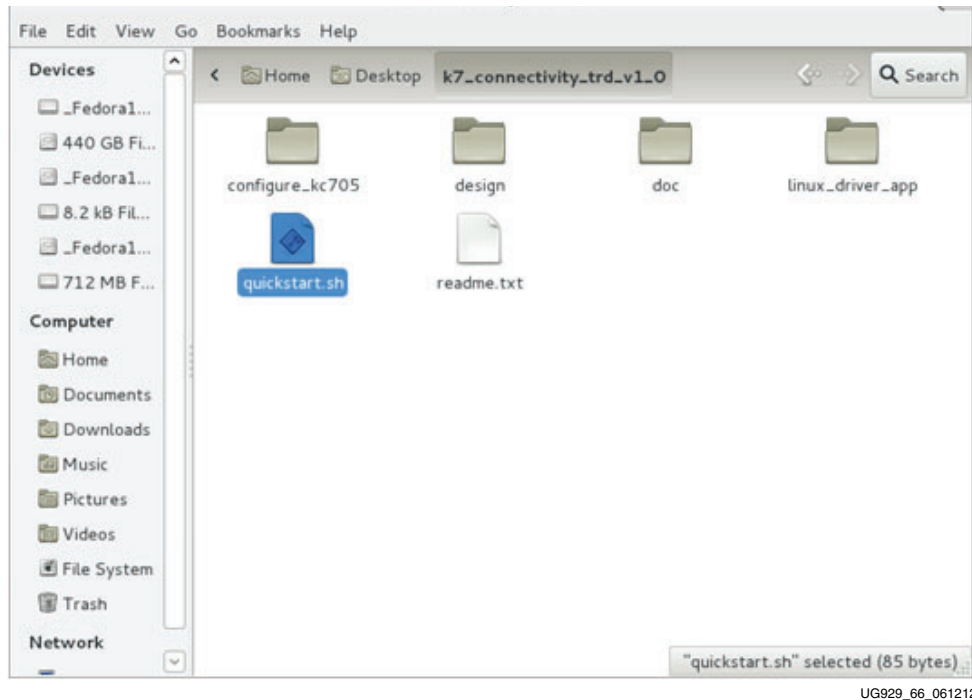 File Edit View Go Bookmarks Help
Devices
_Fedora1...
440 GB Fi...
_Fedora1...
8.2 kB Fil...
_Fedora1...
712 MB F...
Computer
Home
Documents
Downloads
Music
Pictures
Videos
File System
Trash
Network
Home Desktop k7_connectivity_trd_v1_0 Search
configure_kc705 design doc linux_driver_app
quickstart.sh readme.txt
"quickstart.sh" selected (85 bytes)
UG929_66_061212